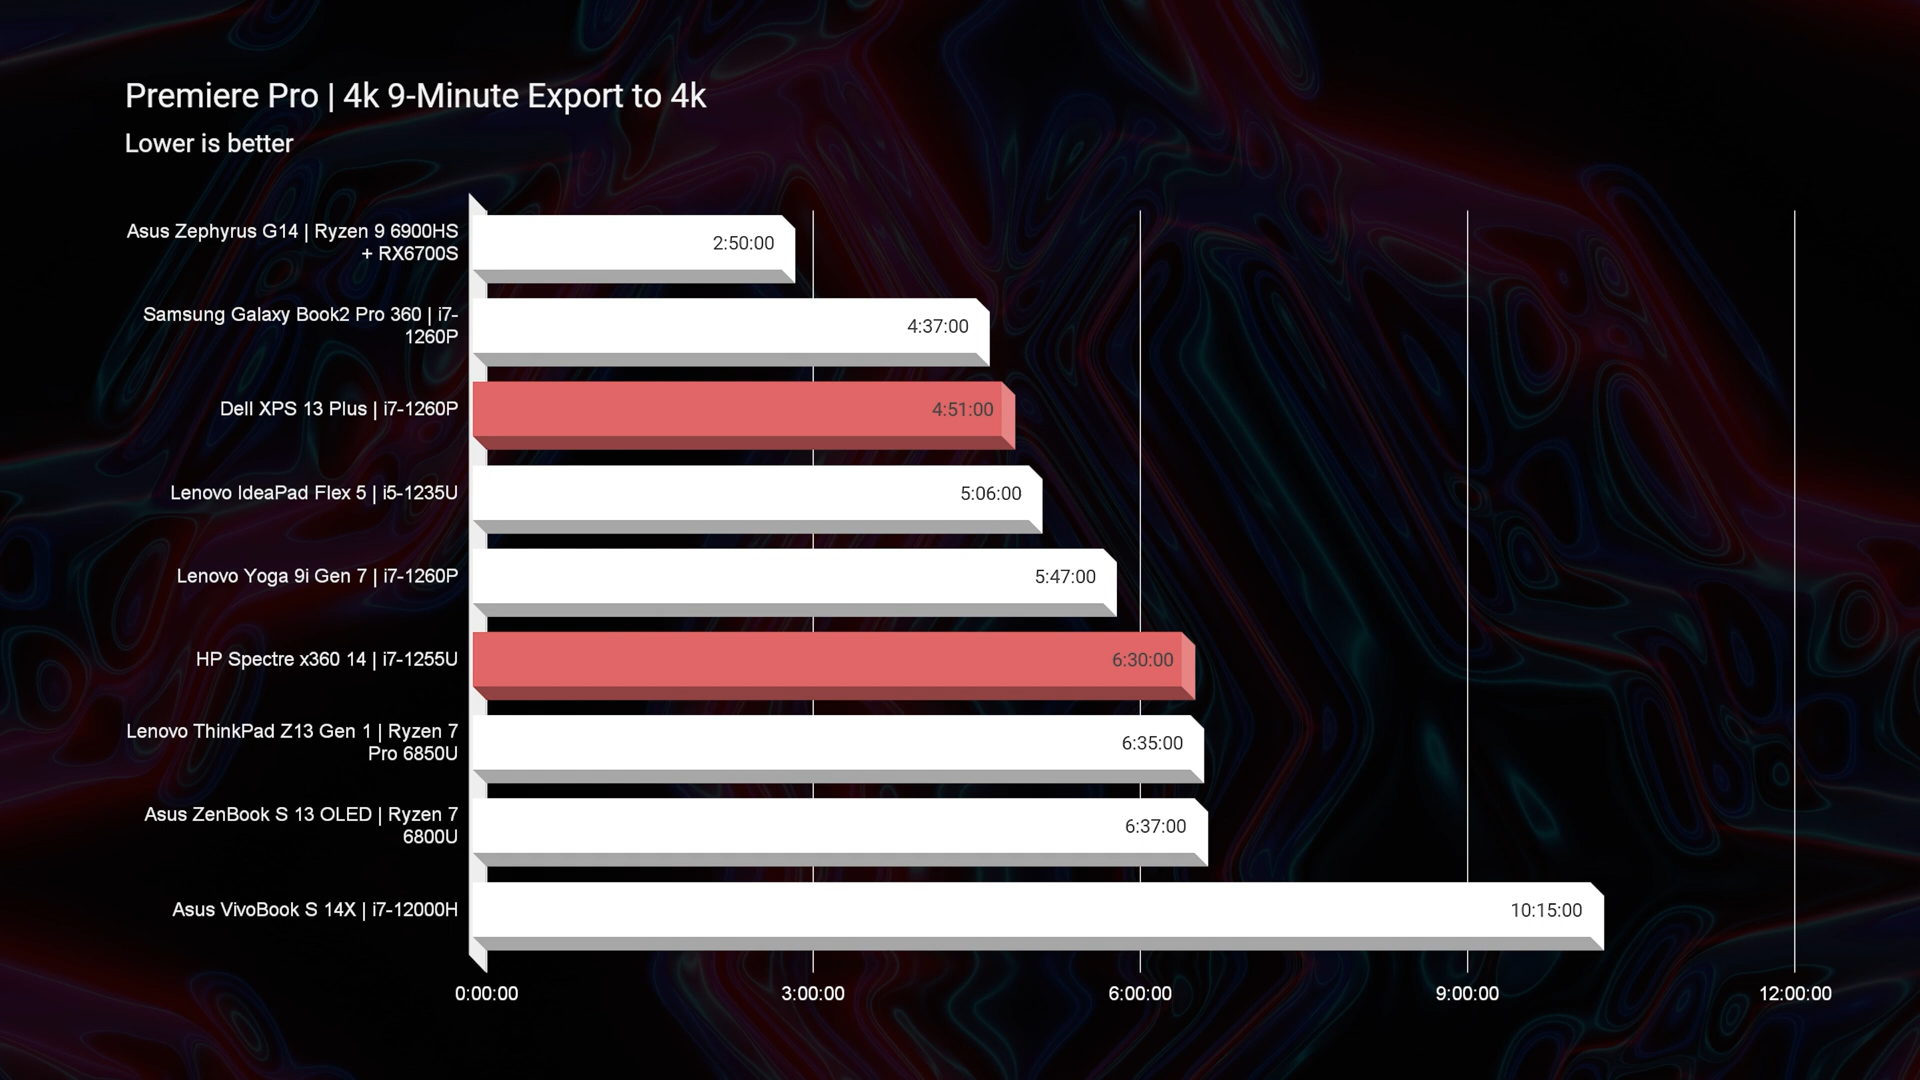 Premiere Pro | 4k 9-Minute Export to 4k
Lower is better
Asus Zephyrus G14 | Ryzen 9 6900HS
+ RX6700S
2:50:00
Samsung Galaxy Book2 Pro 360 | i7-
1260P
4:37:00
Dell XPS 13 Plus | i7-1260P
4:51:00
Lenovo IdeaPad Flex 5 | i5-1235U
5:06:00
Lenovo Yoga 9i Gen 7 | i7-1260P
5:47:00
HP Spectre x360 14 | i7-1255U
6:30:00
Lenovo ThinkPad Z13 Gen 1 | Ryzen 7
Pro 6850U
6:35:00
Asus ZenBook S 13 OLED | Ryzen 7
6800U
6:37:00
Asus VivoBook S 14X | i7-12000H
10:15:00
0:00:00 3:00:00 6:00:00 9:00:00 12:00:00